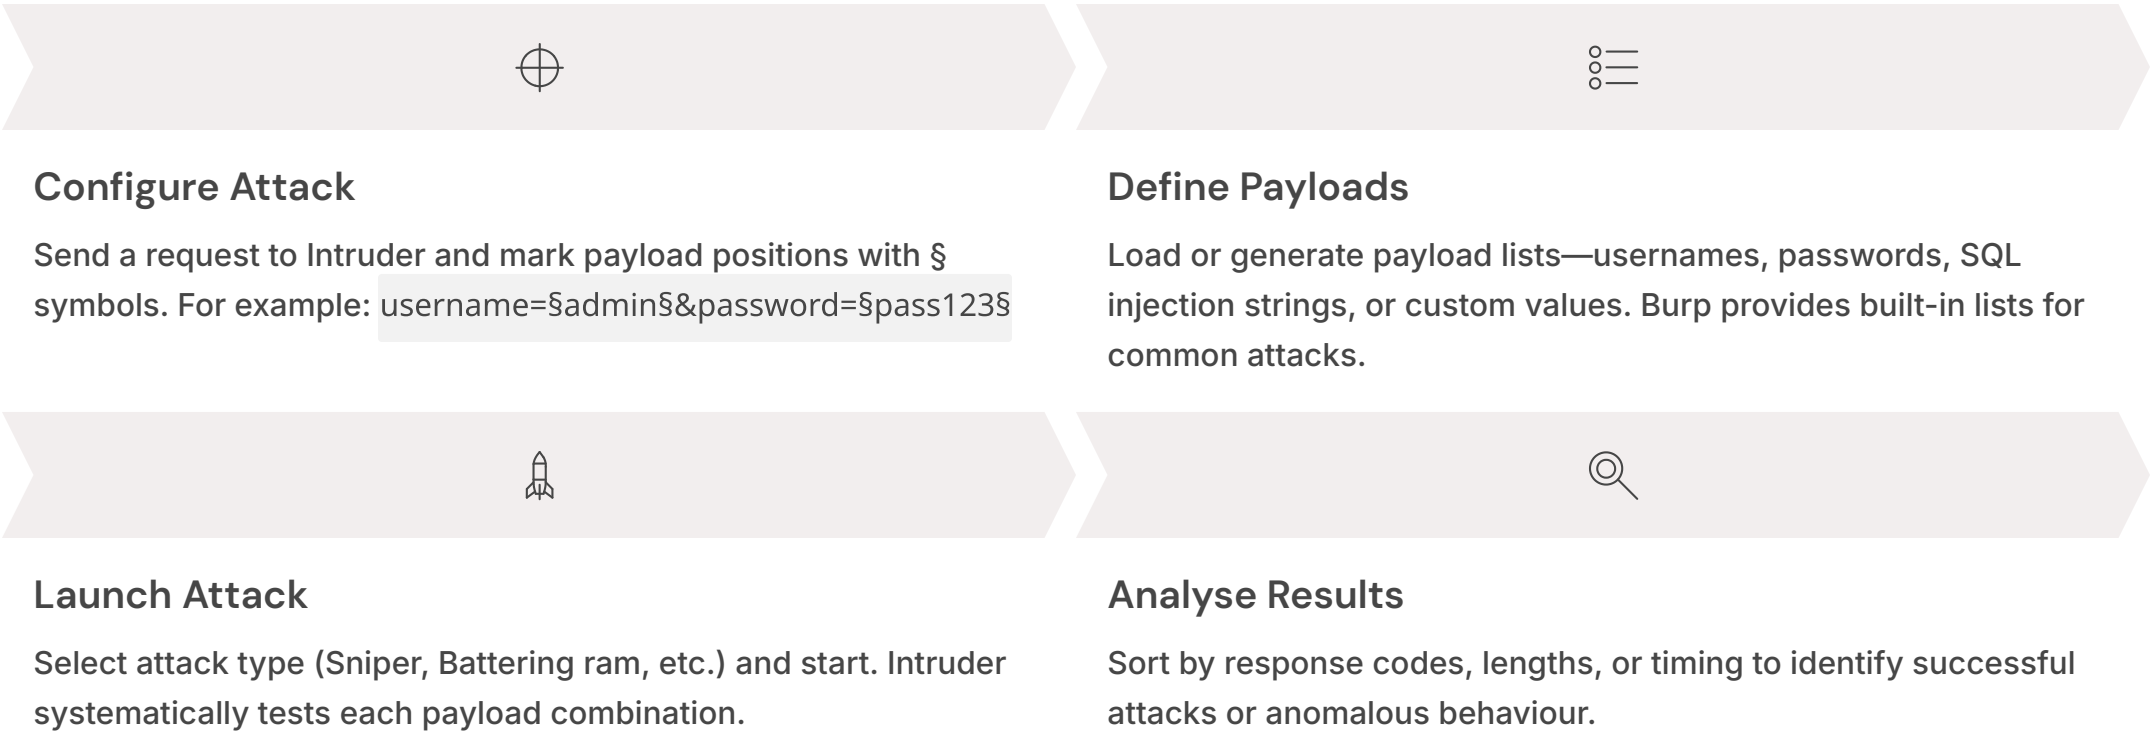 Configure Attack
Send a request to Intruder and mark payload positions with §
symbols. For example: username=§admin§&password=§pass123§
Define Payloads
Load or generate payload lists—usernames, passwords, SQL
injection strings, or custom values. Burp provides built-in lists for
common attacks.
Launch Attack
Select attack type (Sniper, Battering ram, etc.) and start. Intruder
systematically tests each payload combination.
Analyse Results
Sort by response codes, lengths, or timing to identify successful
attacks or anomalous behaviour.